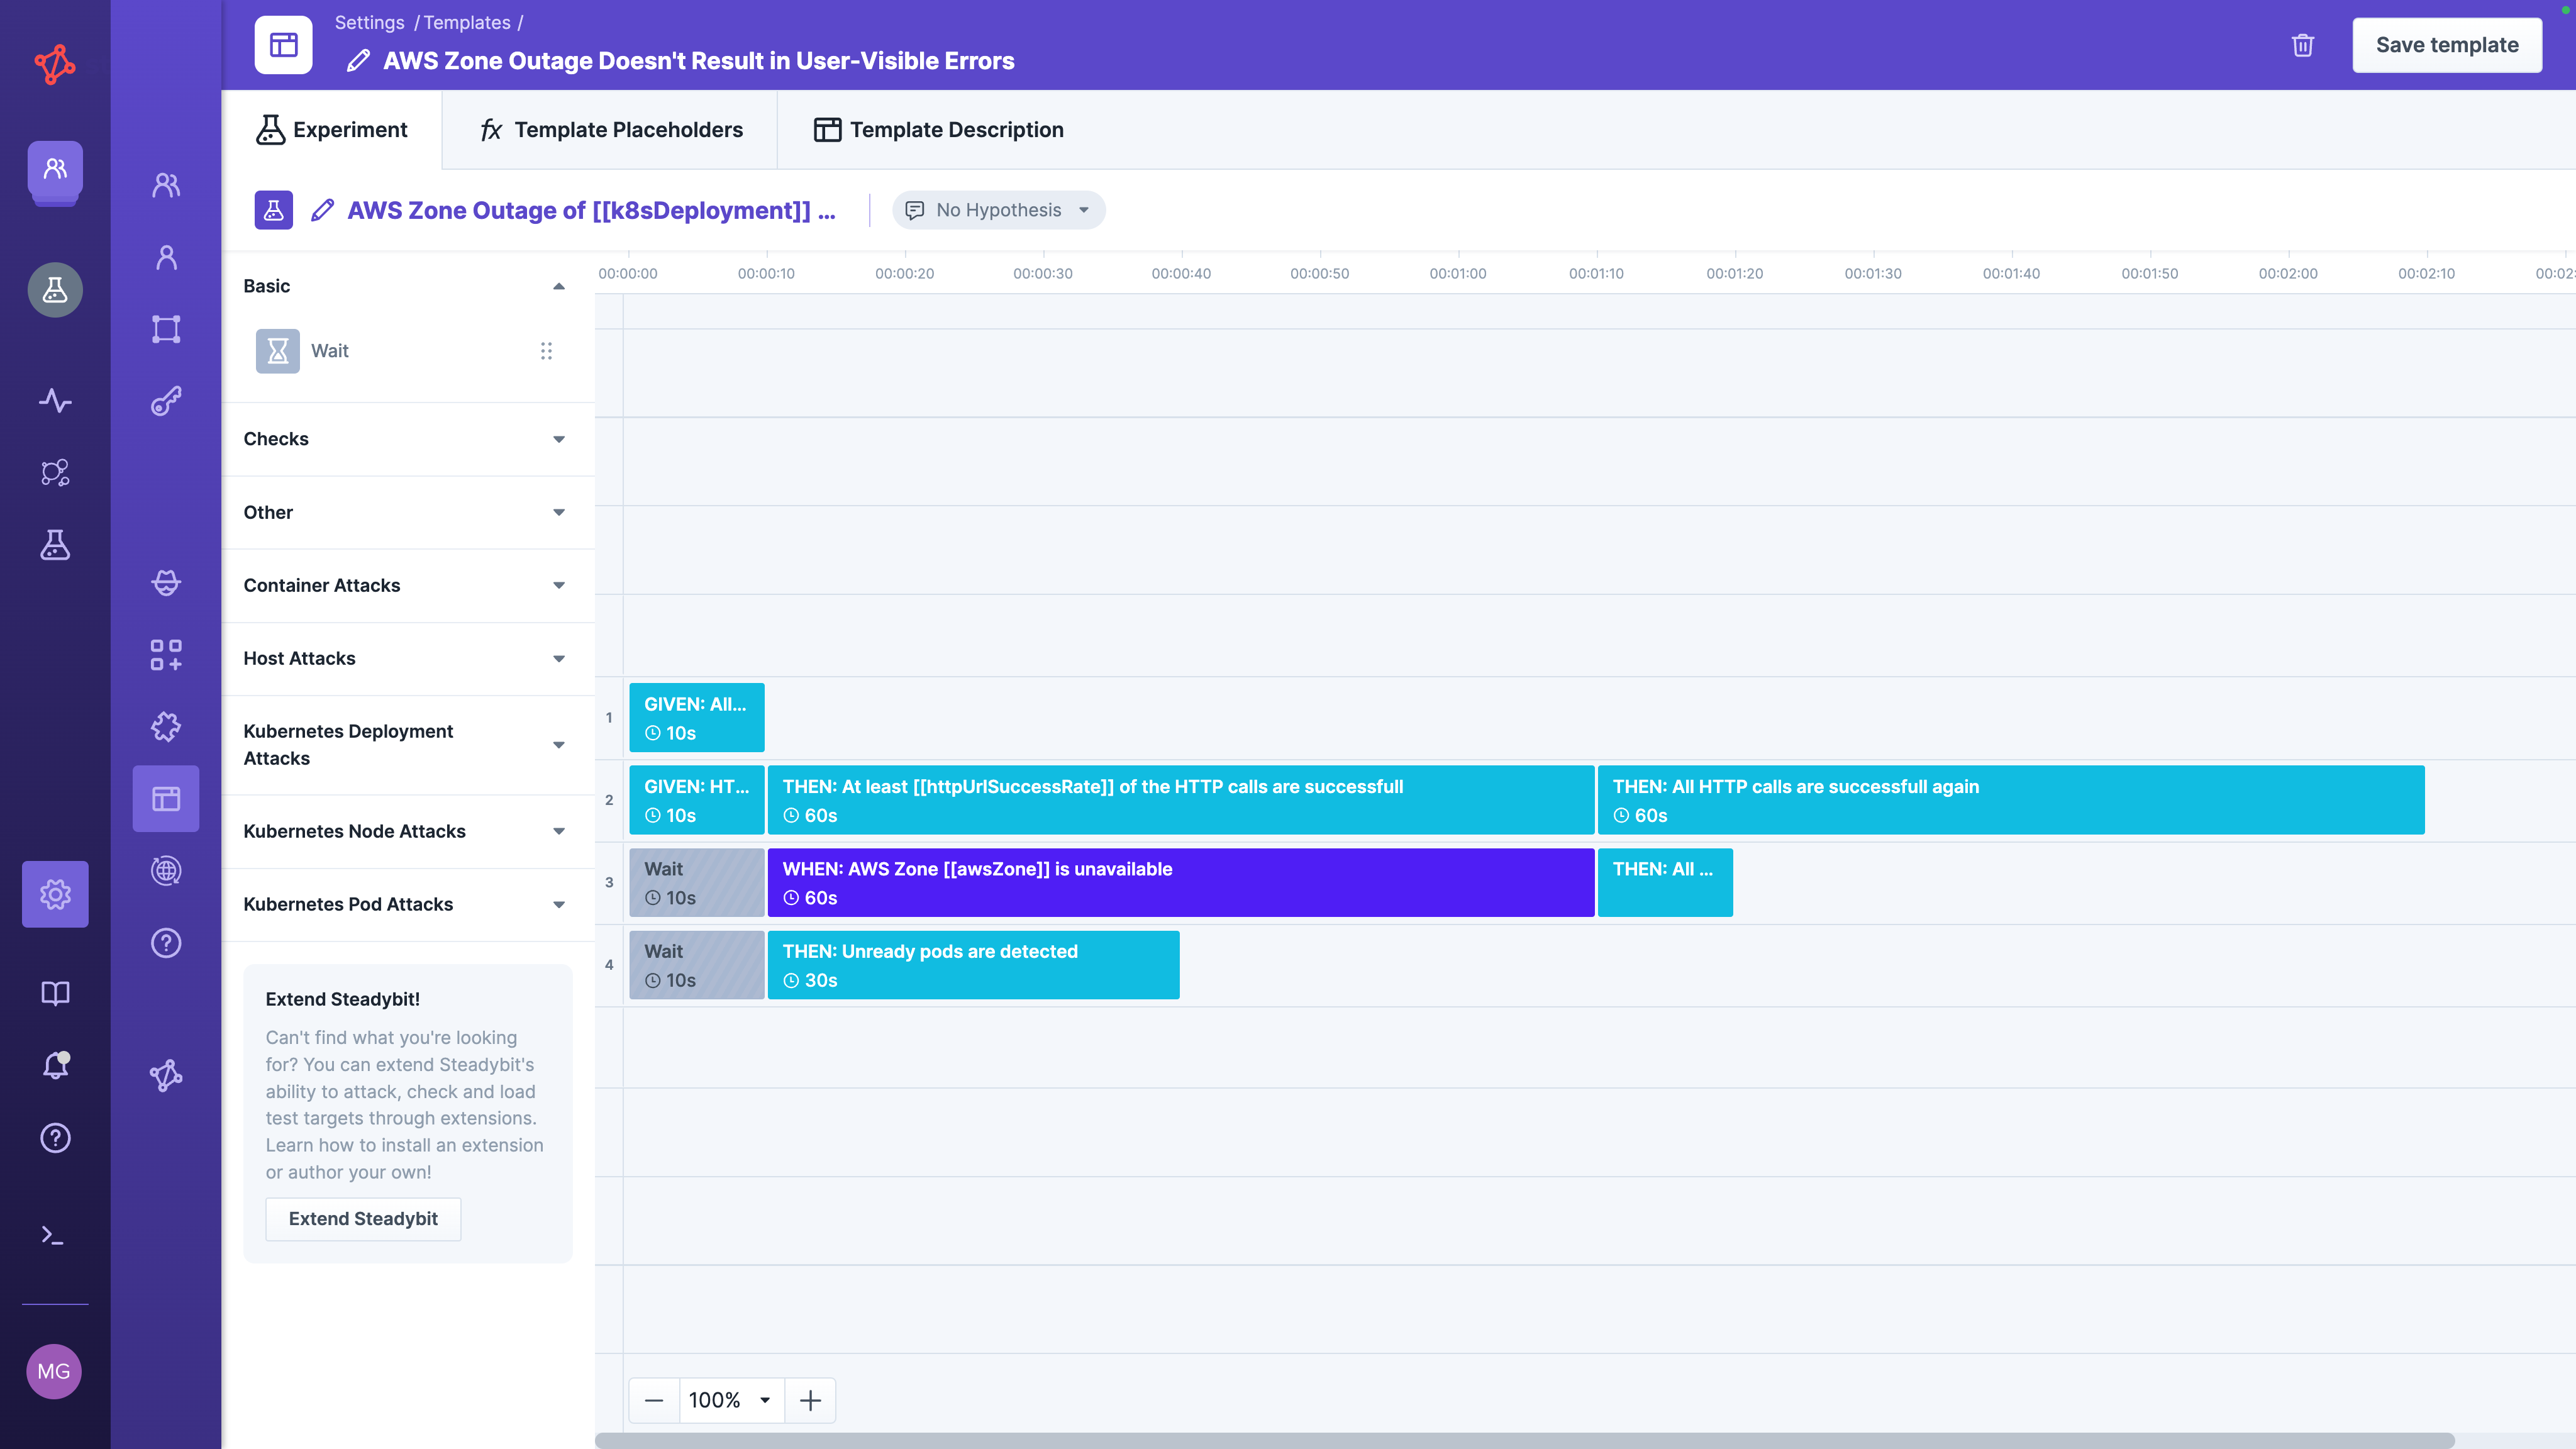 Settings / Templates /
AWS Zone Outage Doesn't Result in User-Visible Errors
Save template
Experiment
fx Template Placeholders
Template Description
AWS Zone Outage of [[k8sDeployment]] ...
No Hypothesis
00:00:00 00:00:10 00:00:20 00:00:30 00:00:40 00:00:50 00:01:00 00:01:10 00:01:20 00:01:30 00:01:40 00:01:50 00:02:00 00:02:10 00:02:
Basic
Wait
Checks
Other
Container Attacks
Host Attacks
Kubernetes Deployment
Attacks
Kubernetes Node Attacks
Kubernetes Pod Attacks
Extend Steadybit!
Can't find what you're looking
for? You can extend Steadybit's
ability to attack, check and load
test targets through extensions.
Learn how to install an extension
or author your own!
Extend Steadybit
1
GIVEN: All...
10s
2
GIVEN: HT...
10s
THEN: At least [[httpUrlSuccessRate]] of the HTTP calls are successfull
60s
THEN: All HTTP calls are successfull again
60s
3
Wait
10s
WHEN: AWS Zone [[awsZone]] is unavailable
60s
THEN: All ...
4
Wait
10s
THEN: Unready pods are detected
30s
100%
MG